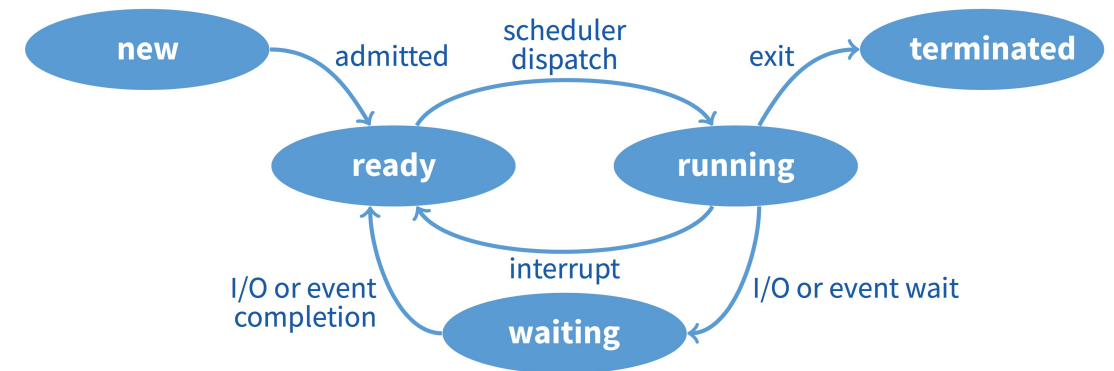 new
admitted
scheduler
dispatch
exit
terminated
ready
running
interrupt
I/O or event
completion
I/O or event wait
waiting